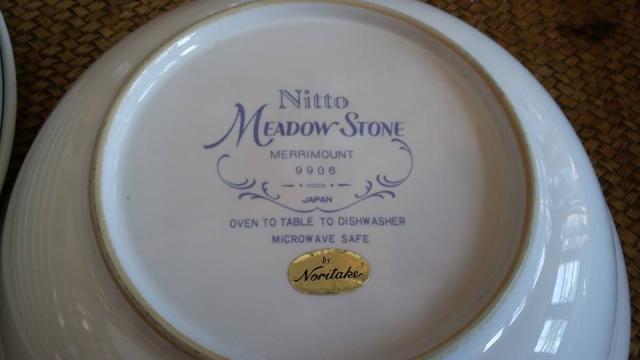 Nitto
MEADOW STONE
MERRIMOUNT
9906
JAPAN
OVEN TO TABLE TO DISHWASHER
MICROWAVE SAFE
by
Noritake